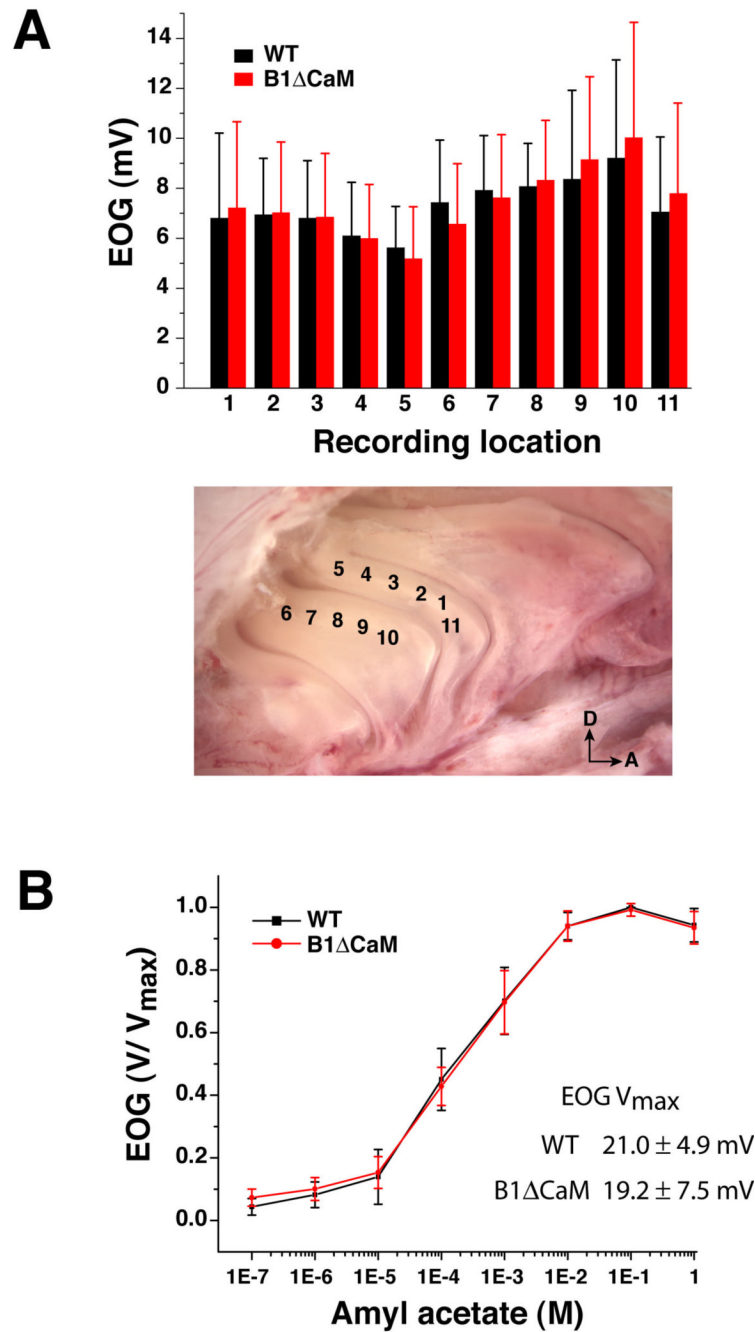 A
EOG (mV)
14
12
10
8
6
4
2
0
WT
B1ΔCaM
1 2 3 4 5 6 7 8 9 10 11
Recording location
5 4 3 2 1
6 7 8 9 10 11
D
A
B
EOG (V/ Vmax)
1.0
0.8
0.6
0.4
0.2
0.0
WT
B1ΔCaM
EOG Vmax
WT 21.0 ± 4.9 mV
B1ΔCaM 19.2 ± 7.5 mV
1E-7 1E-6 1E-5 1E-4 1E-3 1E-2 1E-1 1
Amyl acetate (M)